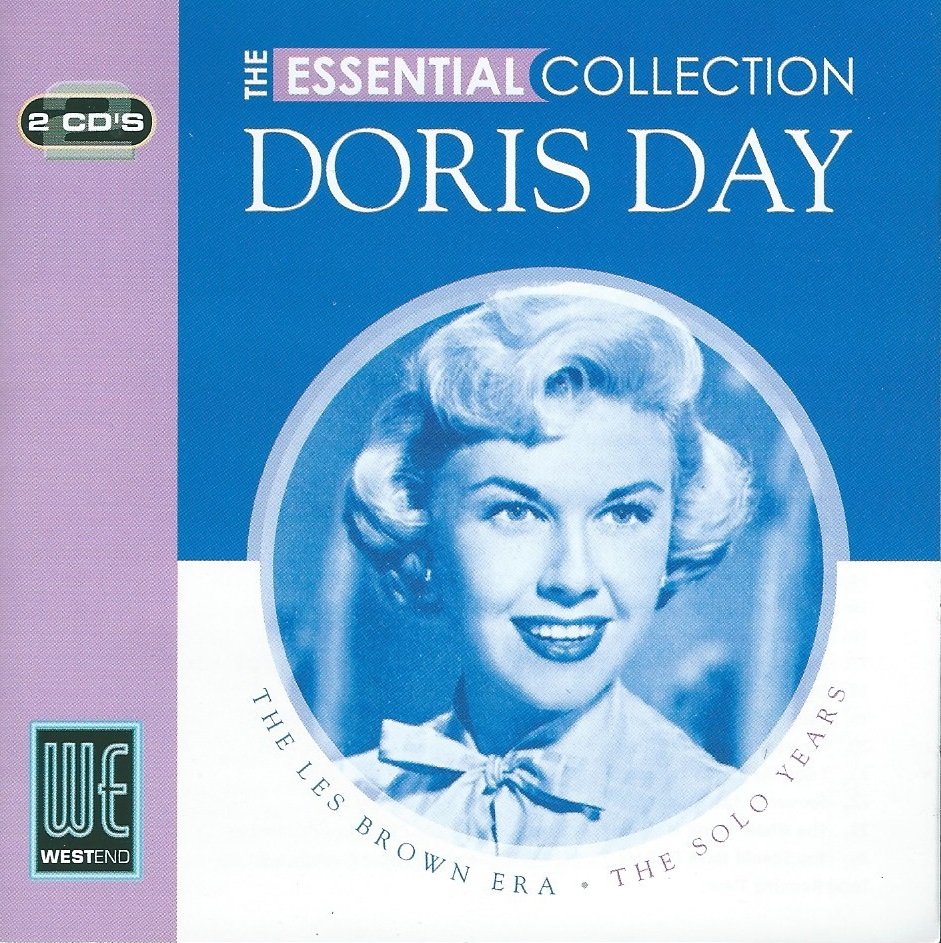 THE ESSENTIAL COLLECTION
DORIS DAY
2 CD'S
THE LES BROWN ERA • THE SOLO YEARS
WE
WESTEND